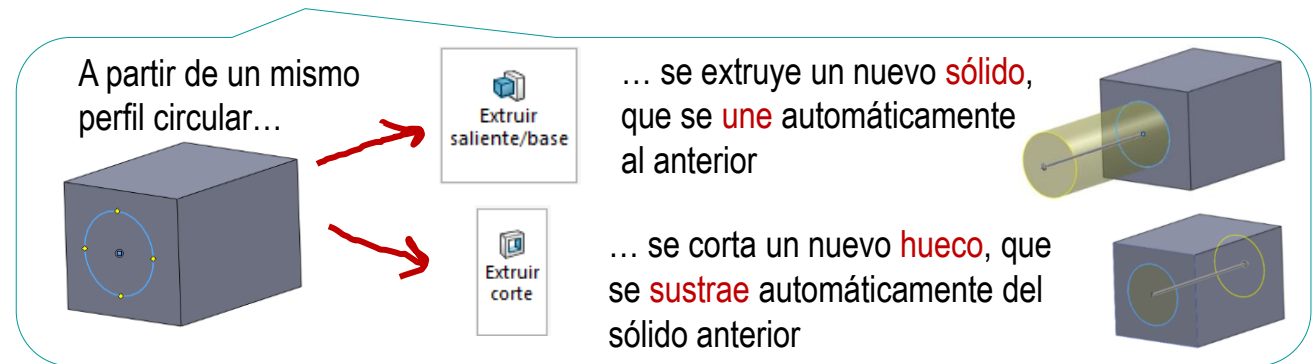 A partir de un mismo
perfil circular…
Extruir
saliente/base
… se extruye un nuevo sólido,
que se une automáticamente
al anterior
Extruir
corte
… se corta un nuevo hueco, que
se sustrae automáticamente del
sólido anterior